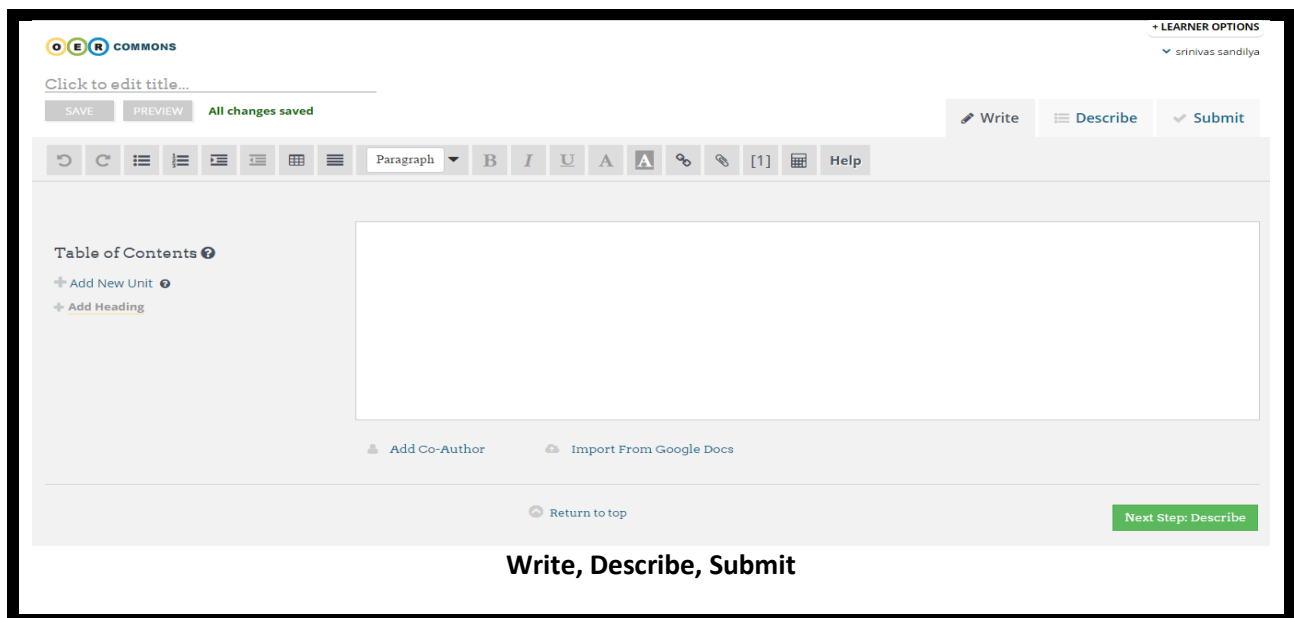 + LEARNER OPTIONS
O E R COMMONS
srinivas sandilya
Click to edit title...
SAVE PREVIEW All changes saved
Write Describe Submit
Paragraph B I U A A [1] Help
Table of Contents ?
+ Add New Unit ?
+ Add Heading
Add Co-Author Import From Google Docs
Return to top
Next Step: Describe
Write, Describe, Submit